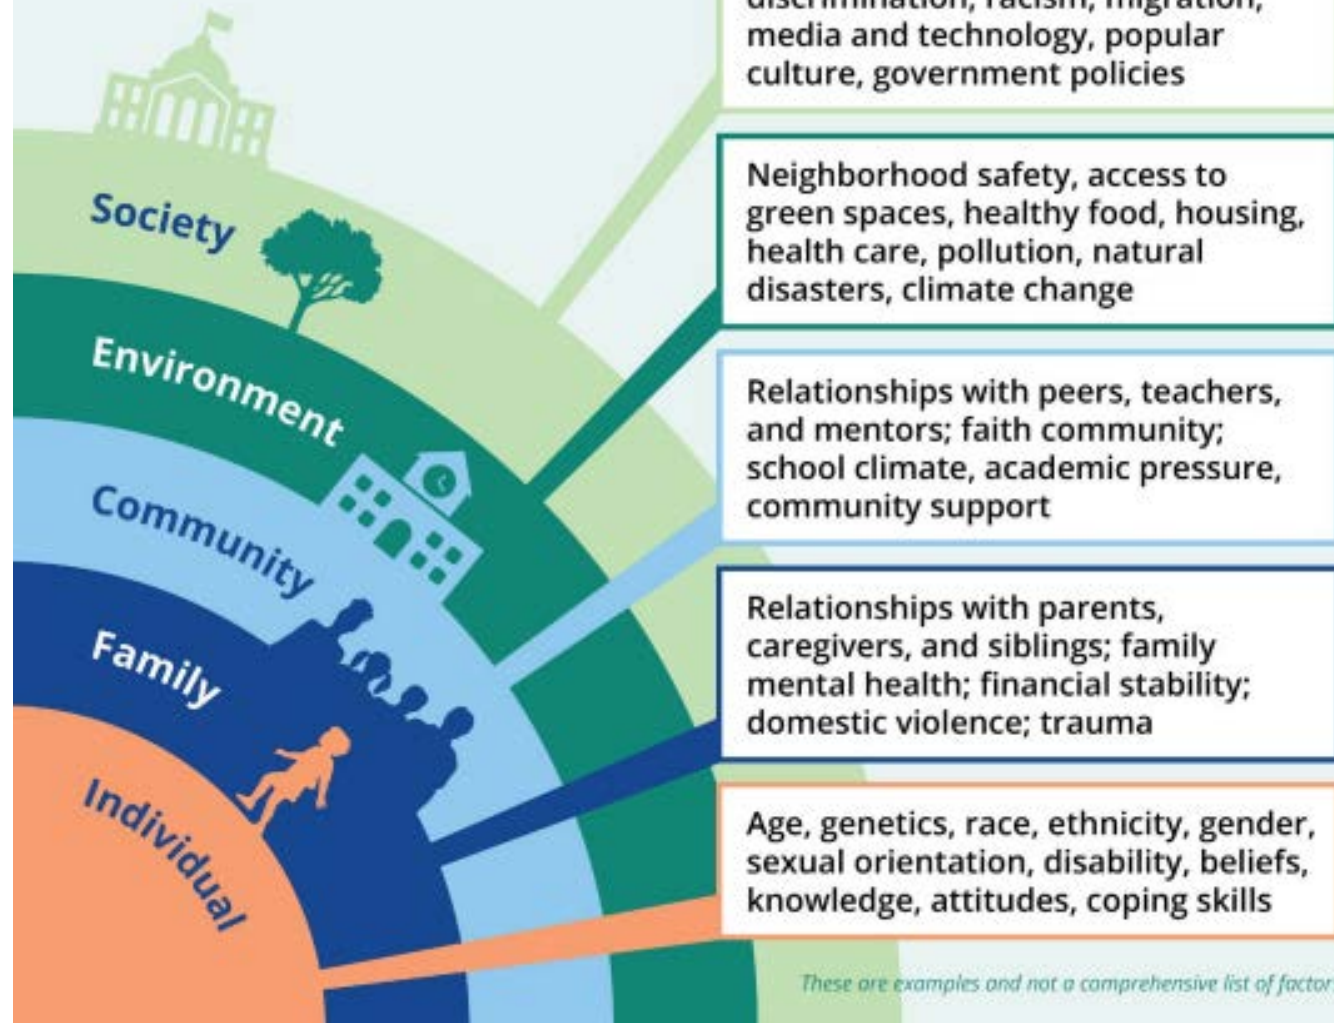 discrimination, racism, migration,
media and technology, popular
culture, government policies
Society
Neighborhood safety, access to
green spaces, healthy food, housing,
health care, pollution, natural
disasters, climate change
Environment
Relationships with peers, teachers,
and mentors; faith community;
school climate, academic pressure,
community support
Community
Relationships with parents,
caregivers, and siblings; family
mental health; financial stability;
domestic violence; trauma
Family
Age, genetics, race, ethnicity, gender,
sexual orientation, disability, beliefs,
knowledge, attitudes, coping skills
Individual
These are examples and not a comprehensive list of factor